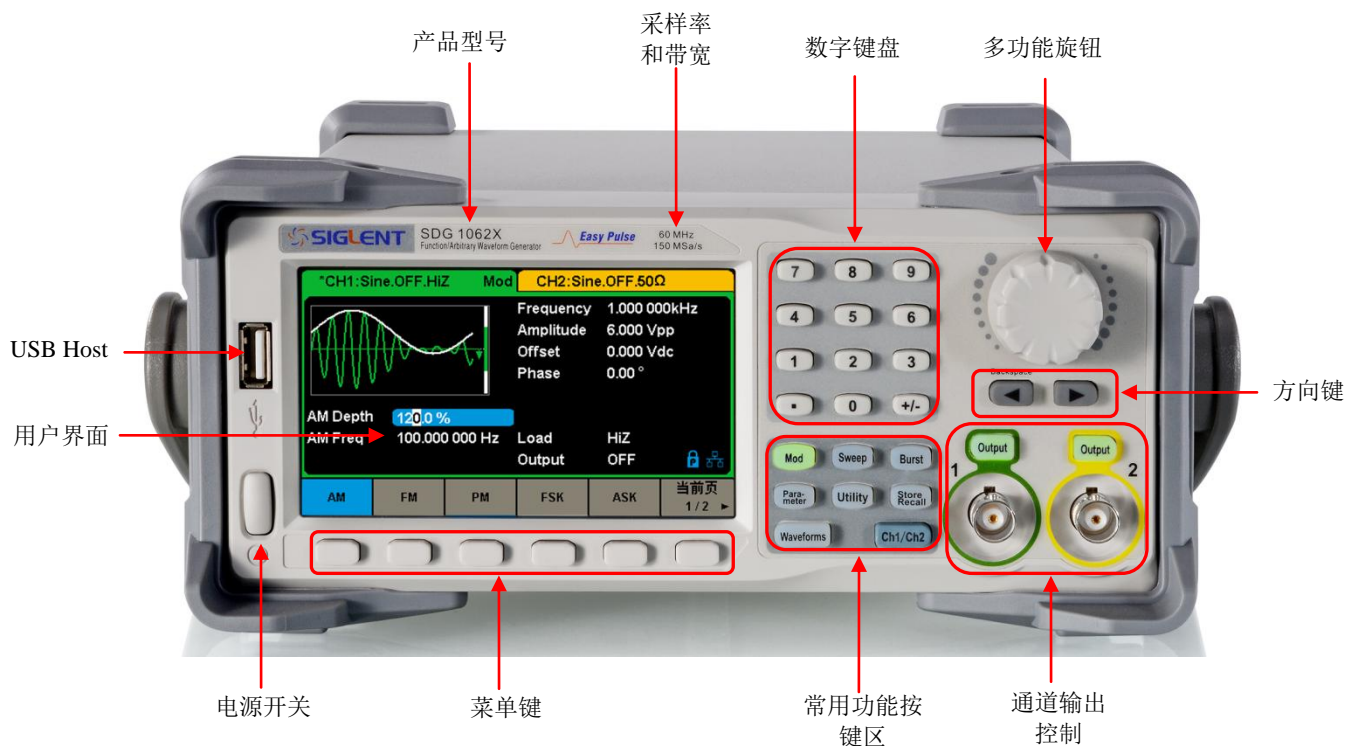 产品型号
采样率
和带宽
数字键盘
多功能旋钮
SIGLENT
SDG 1062X
Function/Arbitrary Waveform Generator
Easy Pulse
60 MHz
150 MSa/s
*CH1:Sine.OFF.HiZ Mod
CH2:Sine.OFF.50Ω
Frequency 1.000 000kHz
Amplitude 6.000 Vpp
Offset 0.000 Vdc
Phase 0.00 °
AM Depth 120.0 %
AM Freq 100.000 000 Hz
Load HiZ
Output OFF
AM
FM
PM
FSK
ASK
当前页
1 / 2 ►
USB Host
用户界面
7 8 9
4 5 6
1 2 3
. 0 +/-
Backspace
方向键
Mod Sweep Burst
Para-
meter
Utility
Store
Recall
Waveforms Ch1/Ch2
Output
Output
1
2
电源开关
菜单键
常用功能按
键区
通道输出
控制